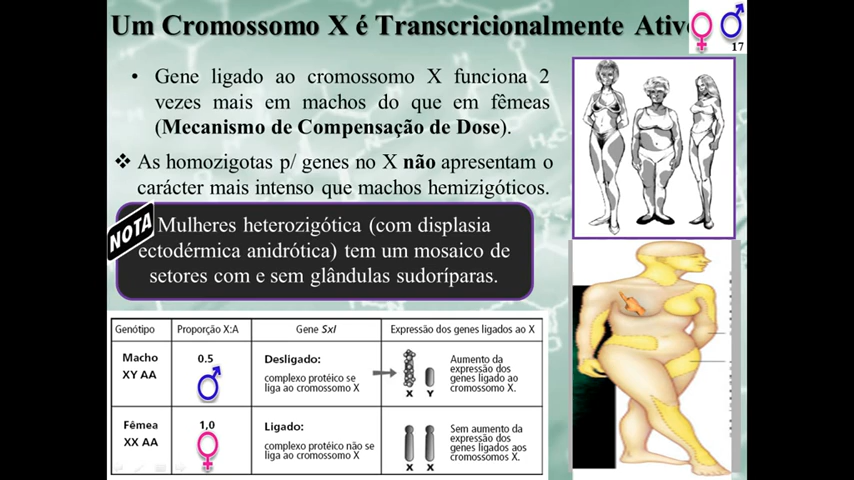 Um Cromossomo X é Transcricionalmente Ativo
17
• Gene ligado ao cromossomo X funciona 2
vezes mais em machos do que em fêmeas
(Mecanismo de Compensação de Dose).
❖ As homozigotas p/ genes no X não apresentam o
carácter mais intenso que machos hemizigóticos.
NOTA
Mulheres heterozigótica (com displasia
ectodérmica anidrótica) tem um mosaico de
setores com e sem glândulas sudoríparas.
Genótipo Proporção X:A Gene Sxl Expressão dos genes ligados ao X
Macho
XY AA
0.5
Desligado:
complexo protéico se
liga ao cromossomo X
X Y
Aumento da
expressão dos
genes ligado ao
cromossomo X.
Fêmea
XX AA
1,0
Ligado:
complexo protéico não se
liga ao cromossomo X
X X
Sem aumento da
expressão dos
genes ligados aos
cromossomos X.